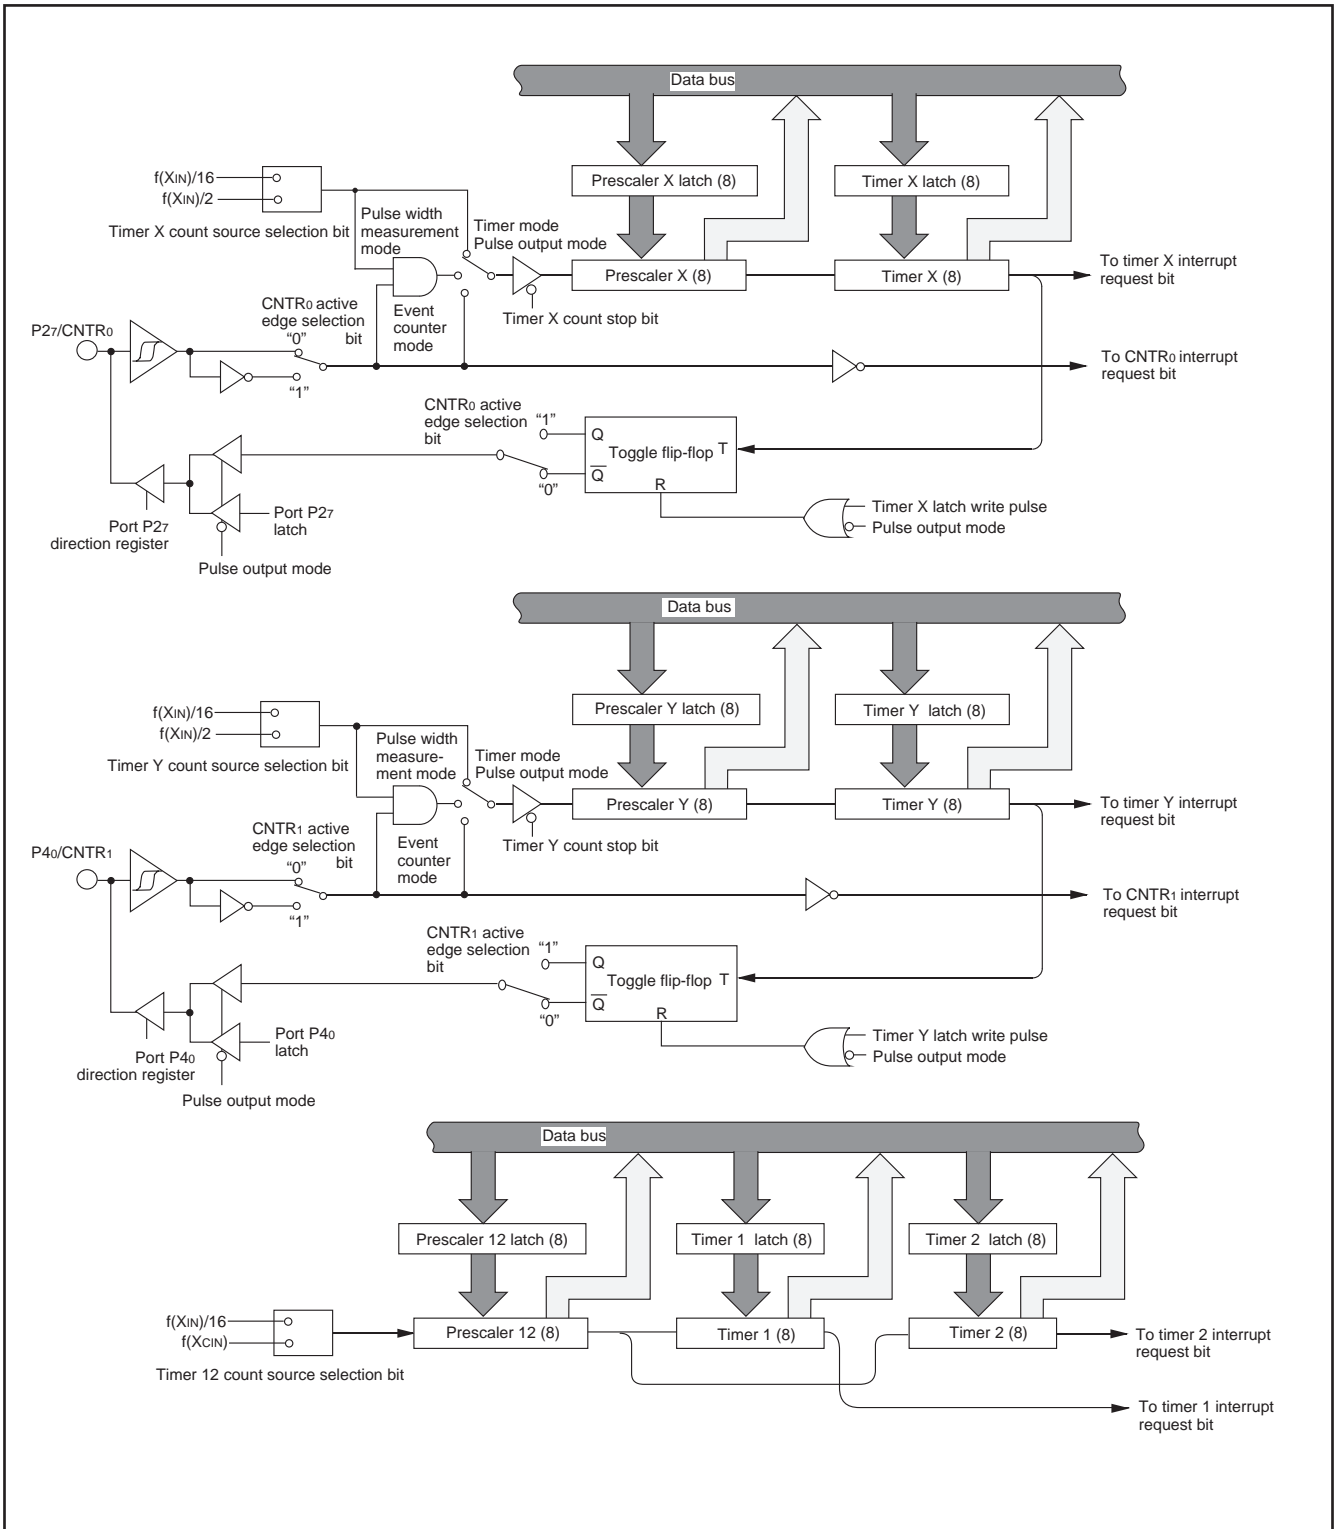 Data bus
f(XIN)/16
f(XIN)/2
Timer X count source selection bit
Prescaler X latch (8)
Timer X latch (8)
Pulse width
measurement
mode
Timer mode
Pulse output mode
Prescaler X (8)
Timer X (8)
To timer X interrupt
request bit
Timer X count stop bit
CNTR0 active
edge selection
bit
Event
counter
mode
P27/CNTR0
“0”
“1”
To CNTR0 interrupt
request bit
CNTR0 active
edge selection
bit
“1”
“0”
Q
Toggle flip-flop
T
Q
R
Timer X latch write pulse
Pulse output mode
Port P27
latch
Port P27
direction register
Pulse output mode
Data bus
f(XIN)/16
f(XIN)/2
Timer Y count source selection bit
Prescaler Y latch (8)
Timer Y latch (8)
Pulse width
measure-
ment mode
Timer mode
Pulse output mode
Prescaler Y (8)
Timer Y (8)
To timer Y interrupt
request bit
Timer Y count stop bit
CNTR1 active
edge selection
bit
Event
counter
mode
P40/CNTR1
“0”
“1”
To CNTR1 interrupt
request bit
CNTR1 active
edge selection
bit
“1”
“0”
Q
Toggle flip-flop
T
Q
R
Timer Y latch write pulse
Pulse output mode
Port P40
latch
Port P40
direction register
Pulse output mode
Data bus
Prescaler 12 latch (8)
Timer 1 latch (8)
Timer 2 latch (8)
f(XIN)/16
f(XCIN)
Timer 12 count source selection bit
Prescaler 12 (8)
Timer 1 (8)
Timer 2 (8)
To timer 2 interrupt
request bit
To timer 1 interrupt
request bit